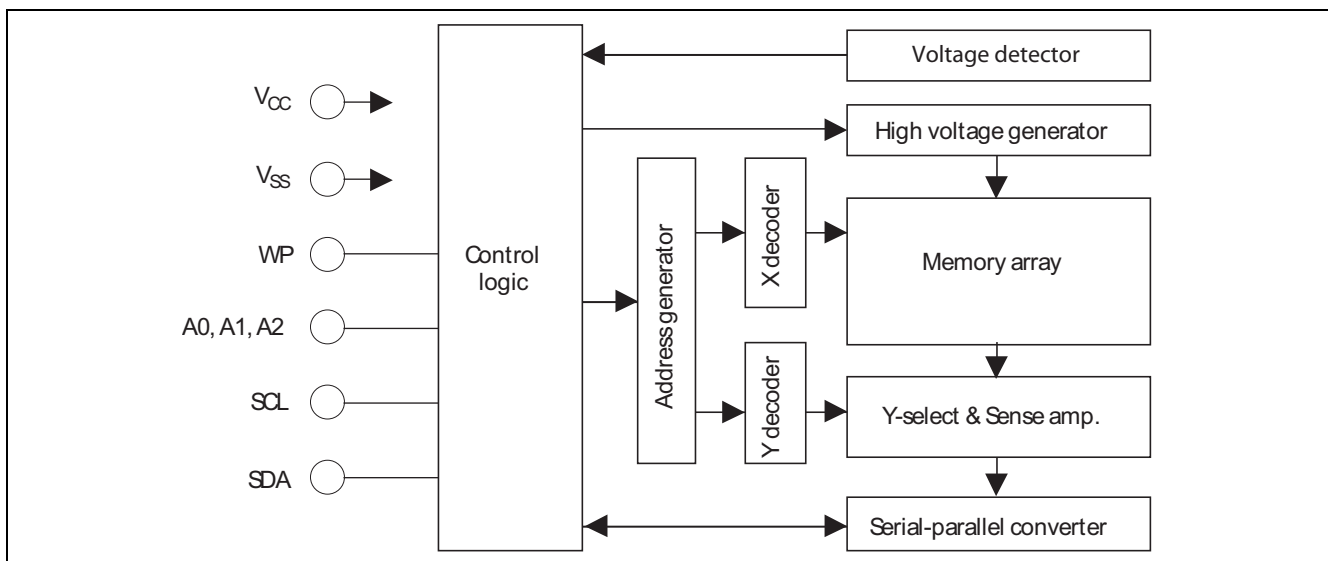 Voltage detector
VCC
High voltage generator
VSS
X decoder
Address generator
Memory array
WP
Control
logic
A0, A1, A2
SCL
Y decoder
Y-select & Sense amp.
SDA
Serial-parallel converter